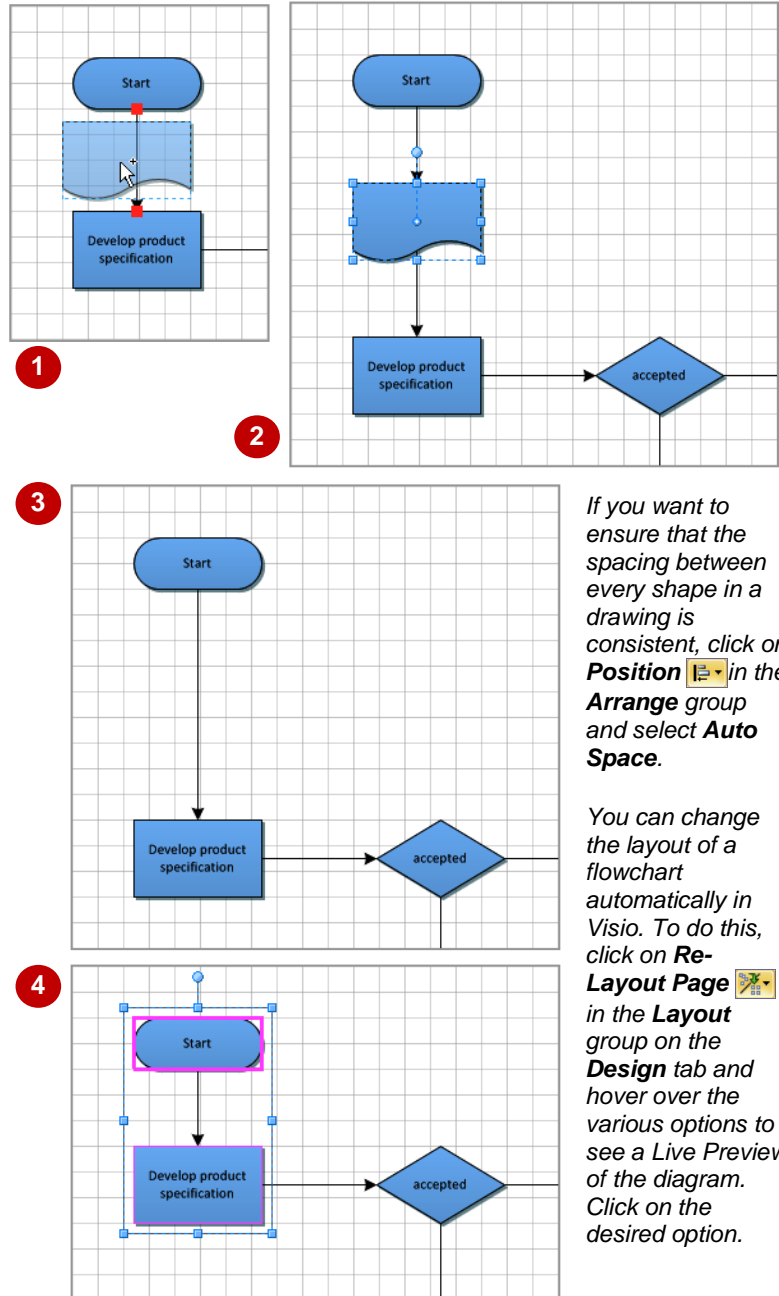 Start
Develop product
specification
1
Start
Develop product
specification
accepted
2
3
Start
Develop product
specification
accepted
If you want to
ensure that the
spacing between
every shape in a
drawing is
consistent, click on
Position in the
Arrange group
and select Auto
Space.
You can change
the layout of a
flowchart
automatically in
Visio. To do this,
click on Re-
Layout Page
in the Layout
group on the
Design tab and
hover over the
various options to
see a Live Preview
of the diagram.
Click on the
desired option.
4
Start
Develop product
specification
accepted